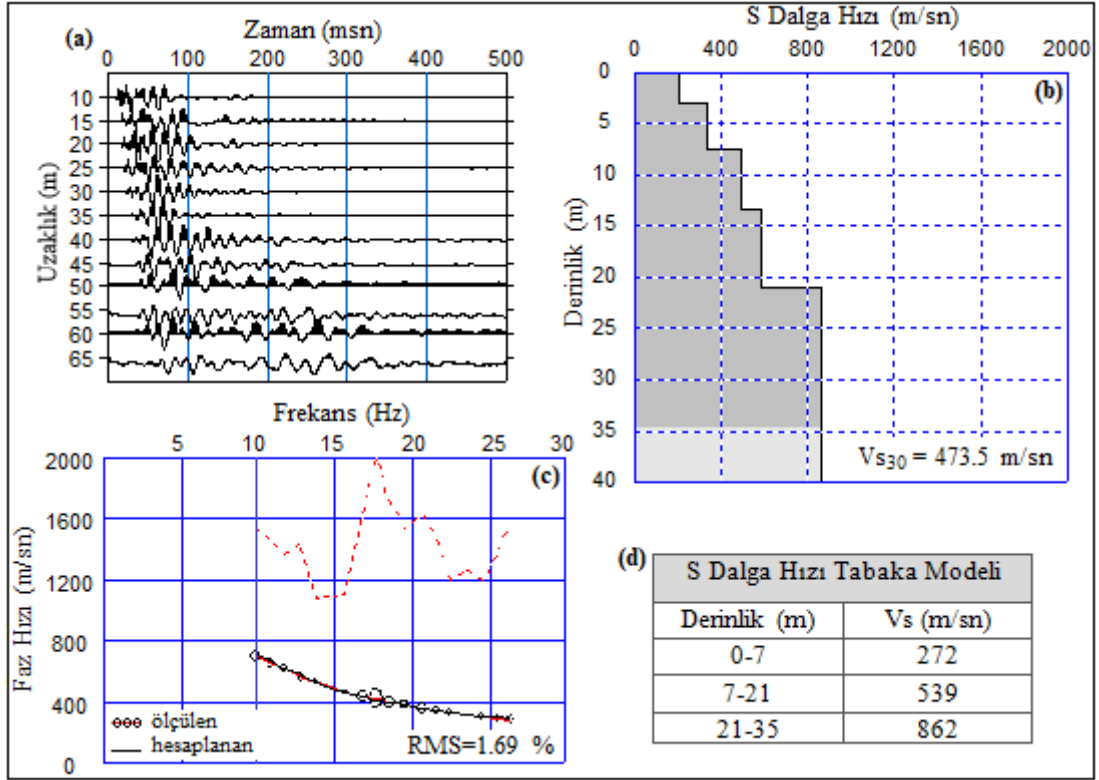 (a)
Zaman (msn)
0 100 200 300 400 500
Uzaklık (m)
10
15
20
25
30
35
40
45
50
55
60
65
S Dalga Hızı (m/sn)
0 400 800 1200 1600 2000
(b)
Derinlik (m)
0
5
10
15
20
25
30
35
40
Vs30 = 473.5 m/sn
Frekans (Hz)
5 10 15 20 25 30
(c)
Faz Hızı (m/sn)
2000
1600
1200
800
400
0
ölçülen
hesaplanan
RMS=1.69 %
(d)
S Dalga Hızı Tabaka Modeli
Derinlik (m) Vs (m/sn)
0-7 272
7-21 539
21-35 862